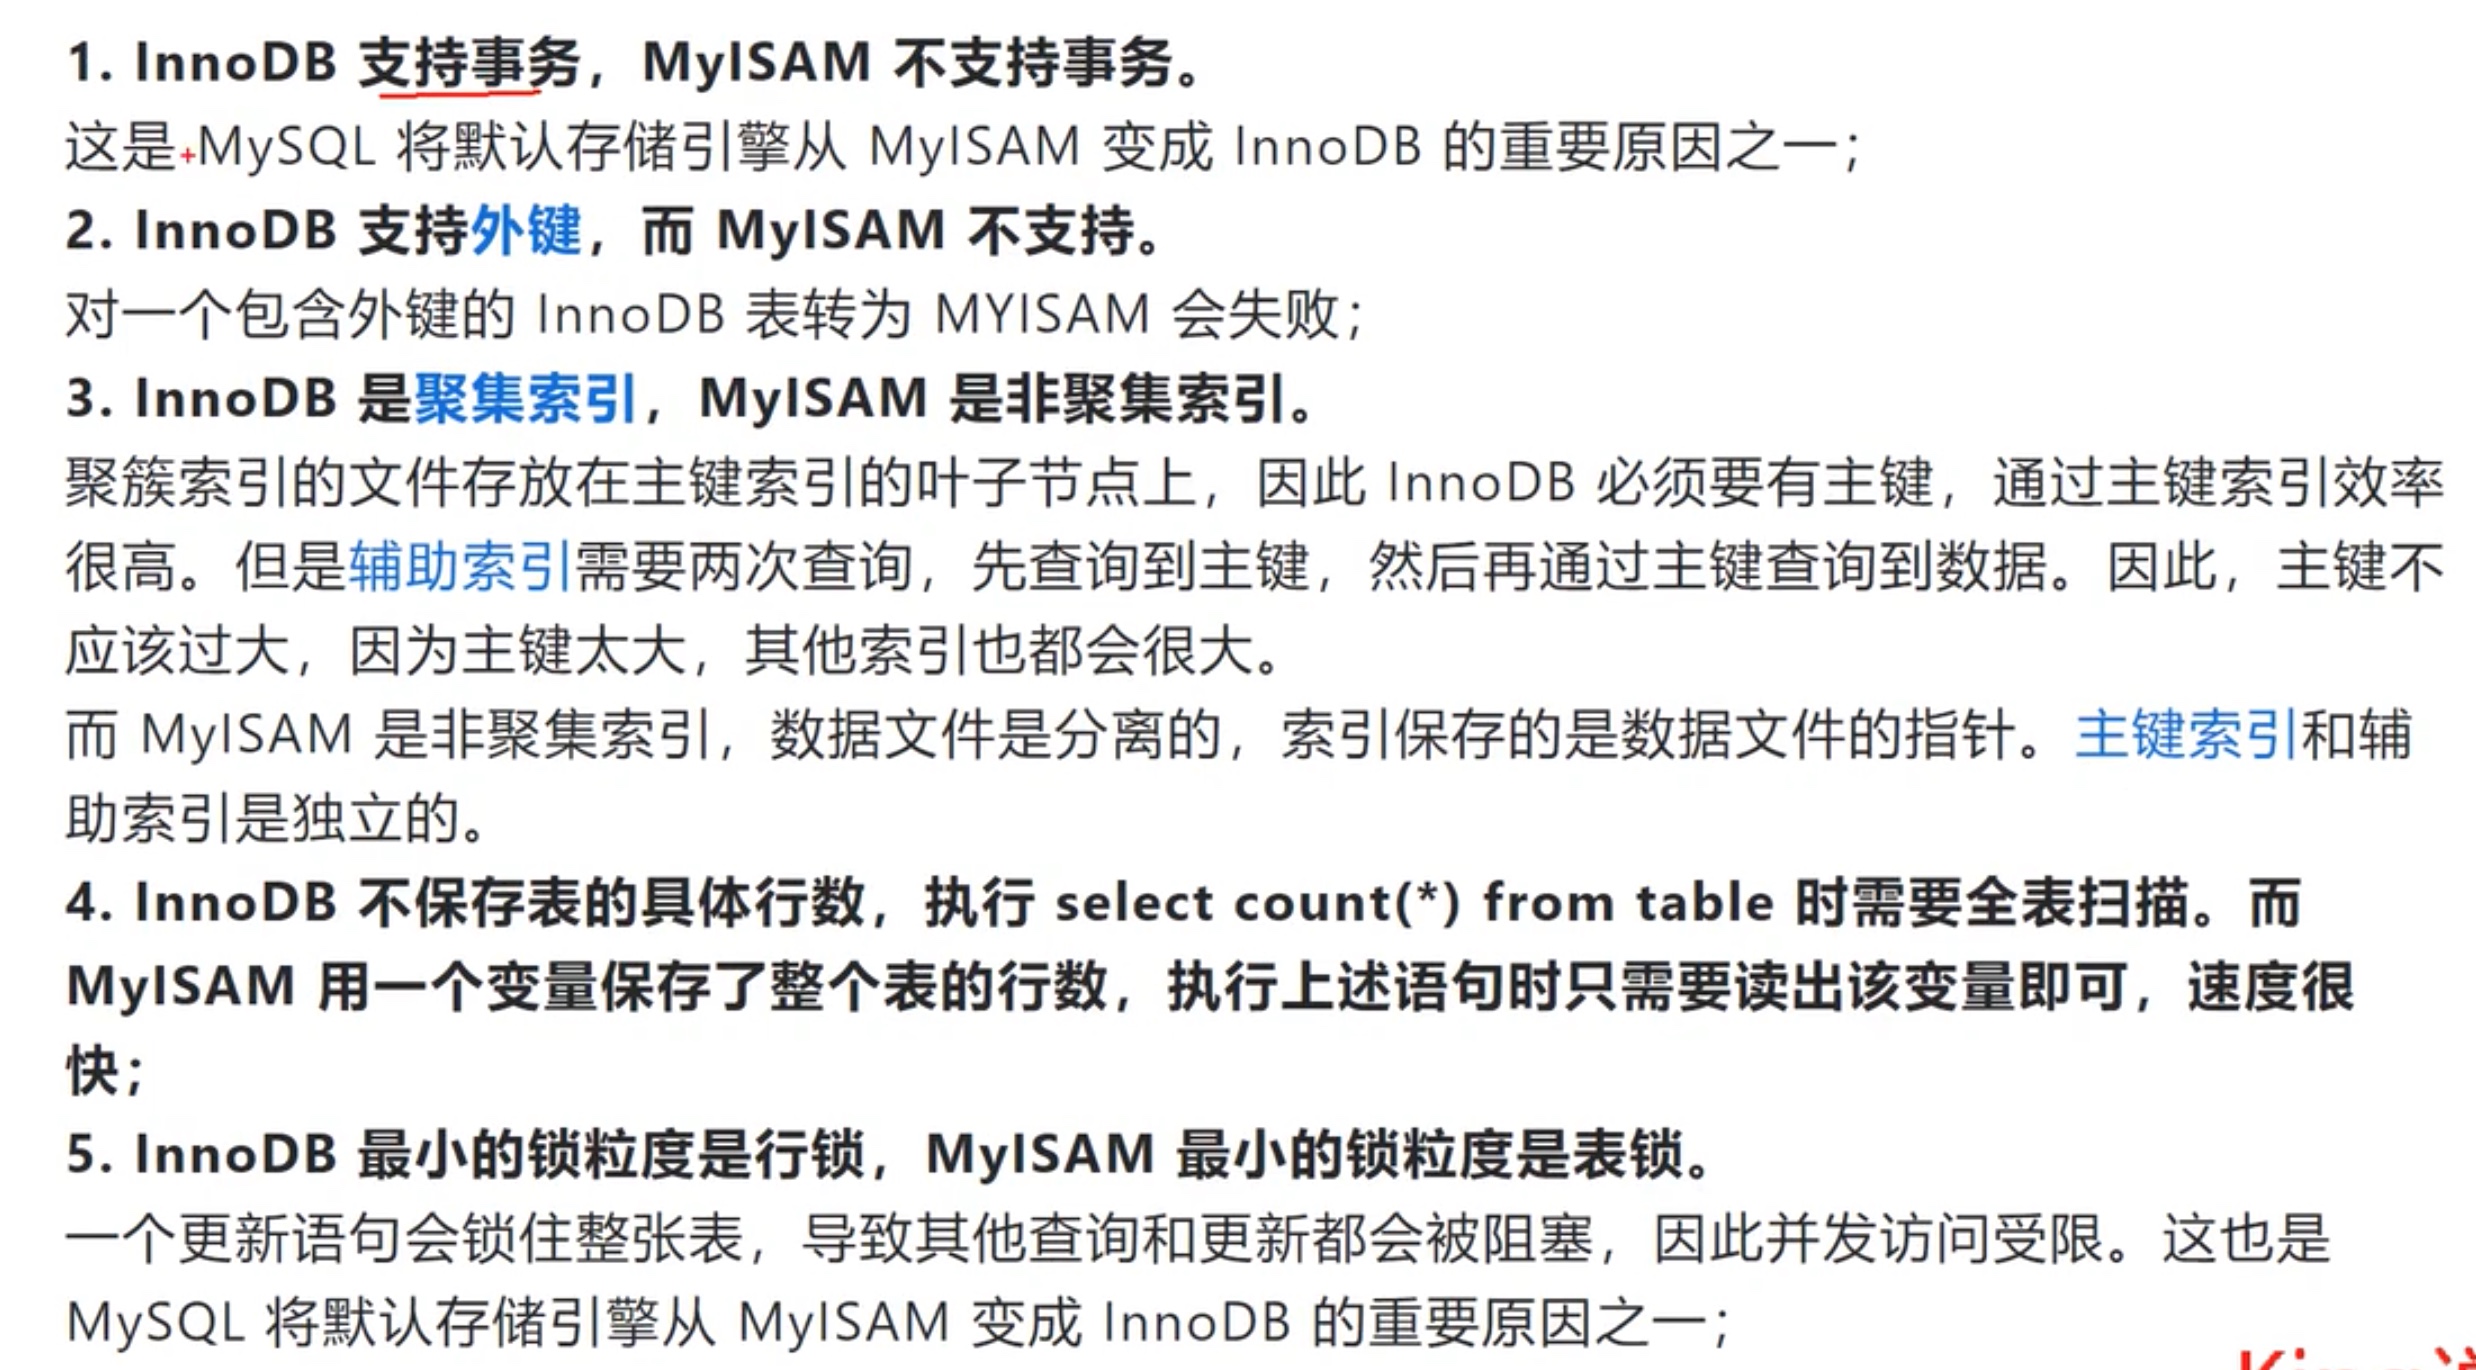 1. InnoDB 支持事务，MyISAM 不支持事务。
这是 MySQL 将默认存储引擎从 MyISAM 变成 InnoDB 的重要原因之一；
2. InnoDB 支持外键，而 MyISAM 不支持。
对一个包含外键的 InnoDB 表转为 MYISAM 会失败；
3. InnoDB 是聚集索引，MyISAM 是非聚集索引。
聚簇索引的文件存放在主键索引的叶子节点上，因此 InnoDB 必须要有主键，通过主键索引效率
很高。但是辅助索引需要两次查询，先查询到主键，然后再通过主键查询到数据。因此，主键不
应该过大，因为主键太大，其他索引也都会很大。
而 MyISAM 是非聚集索引，数据文件是分离的，索引保存的是数据文件的指针。主键索引和辅
助索引是独立的。
4. InnoDB 不保存表的具体行数，执行 select count(*) from table 时需要全表扫描。而
MyISAM 用一个变量保存了整个表的行数，执行上述语句时只需要读出该变量即可，速度很
快；
5. InnoDB 最小的锁粒度是行锁，MyISAM 最小的锁粒度是表锁。
一个更新语句会锁住整张表，导致其他查询和更新都会被阻塞，因此并发访问受限。这也是
MySQL 将默认存储引擎从 MyISAM 变成 InnoDB 的重要原因之一；